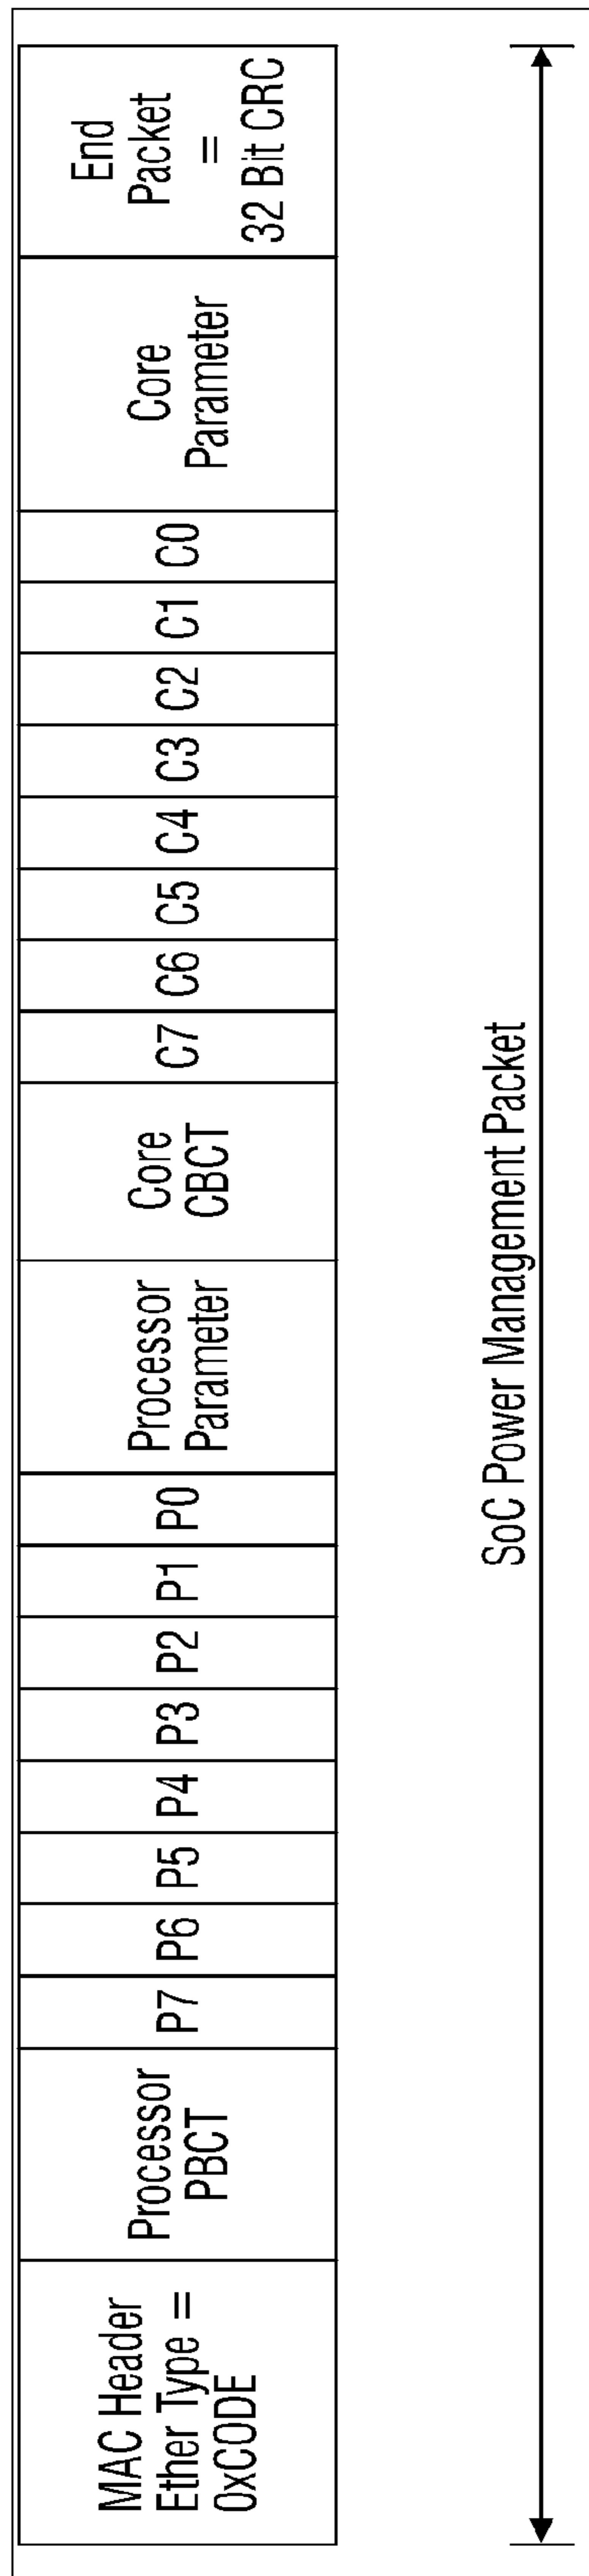 MAC Header
Ether Type =
0xCODE
Processor
PBCT
P7
P6
P5
P4
P3
P2
P1
P0
Processor
Parameter
Core
CBCT
C7
C6
C5
C4
C3
C2
C1
C0
Core
Parameter
End
Packet
=
32 Bit CRC
SoC Power Management Packet